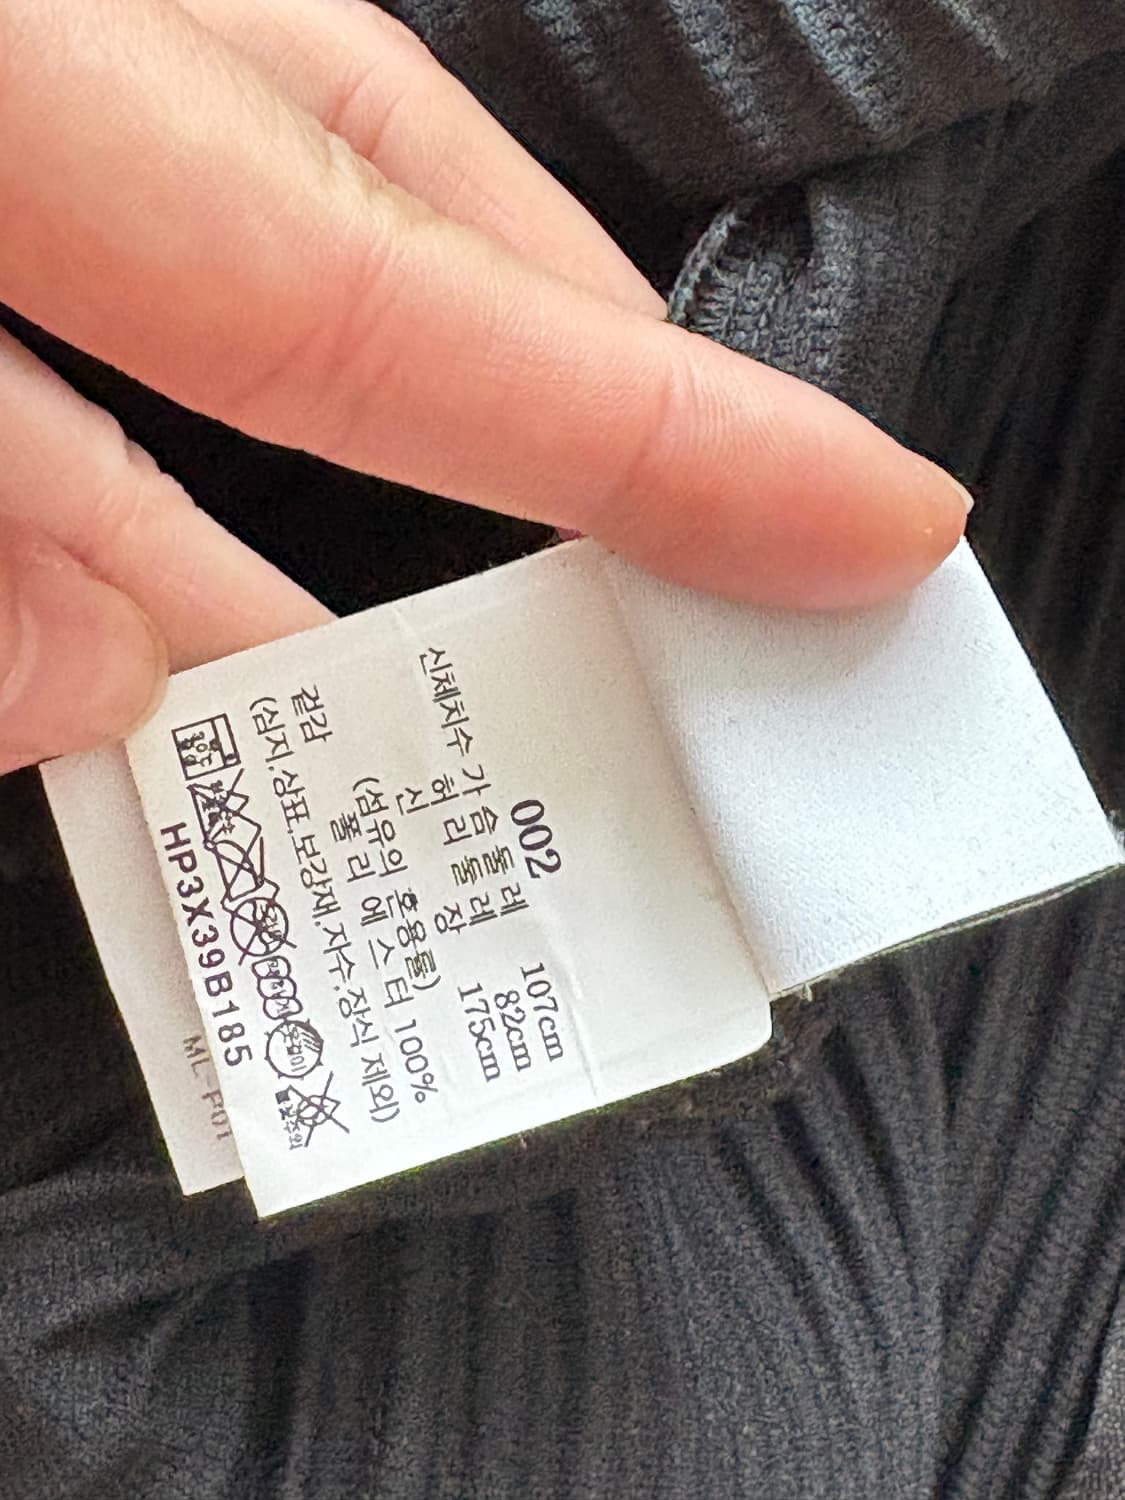 002
신체치수 가슴둘레 107cm
허리둘레 82cm
신장 175cm
(섬유의 혼용률)
겉감 폴리에스터 100%
(심지,상표,보강재,자수,장식 제외)
HP3X39B185
ML-P01